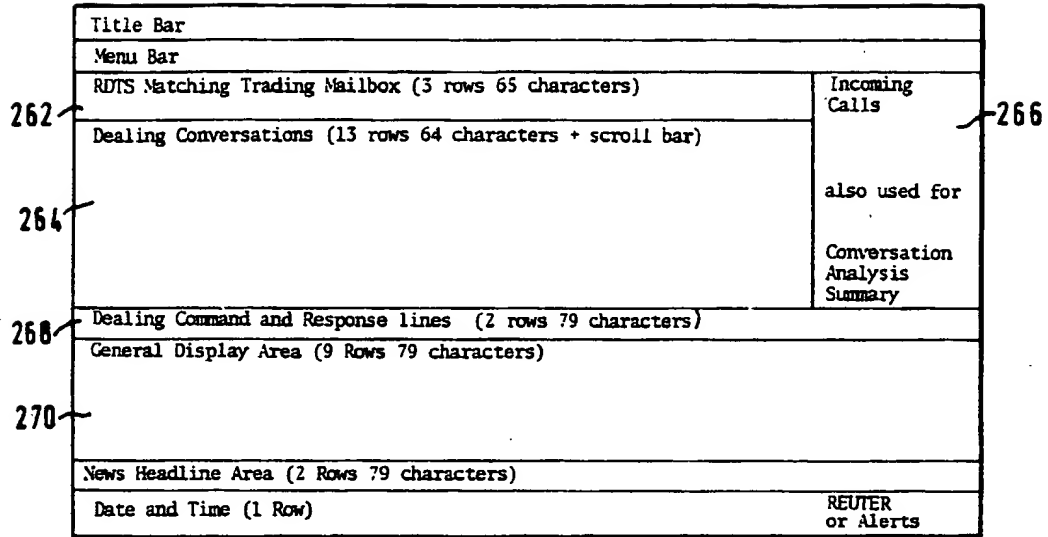 Title Bar
Menu Bar
RDTS Matching Trading Mailbox (3 rows 65 characters)
Incoming
Calls
262
266
Dealing Conversations (13 rows 64 characters + scroll bar)
also used for
264
Conversation
Analysis
Summary
Dealing Command and Response lines (2 rows 79 characters)
268
General Display Area (9 Rows 79 characters)
270
News Headline Area (2 Rows 79 characters)
Date and Time (1 Row)
REUTER
or Alerts